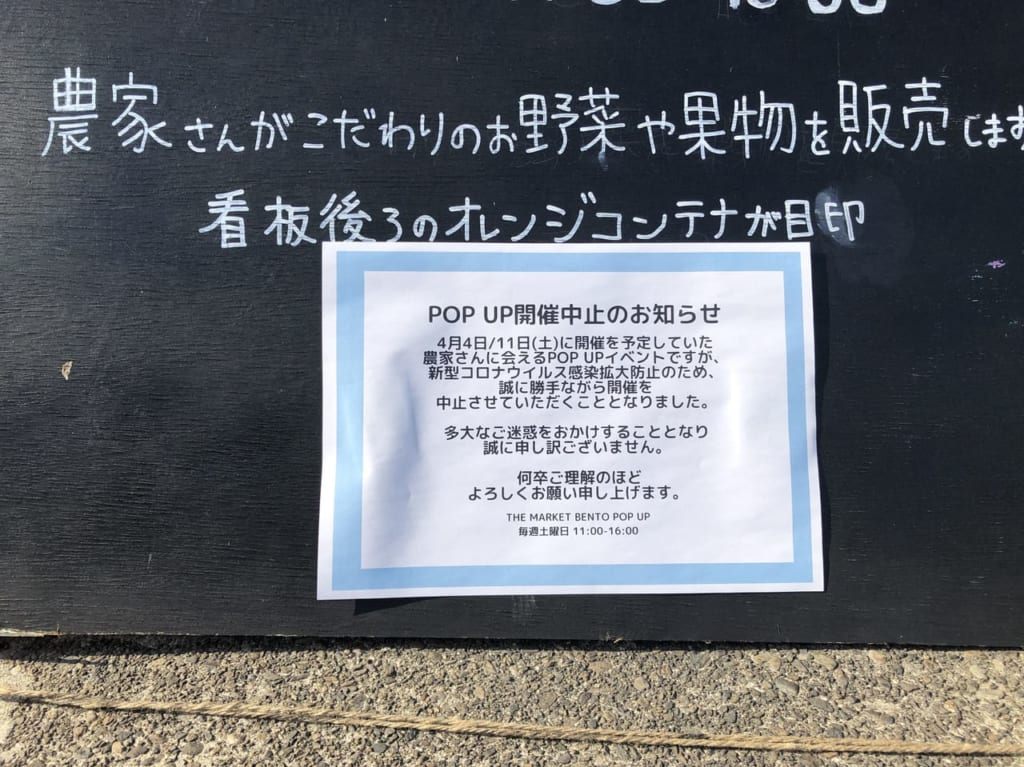 農家さんがこだわりのお野菜や果物を販売します
看板後ろのオレンジコンテナが目印
POP UP開催中止のお知らせ
4月4日/11日(土)に開催を予定していた
農家さんに会えるPOP UPイベントですが、
新型コロナウイルス感染拡大防止のため、
誠に勝手ながら開催を
中止させていただくこととなりました。
多大なご迷惑をおかけすることとなり
誠に申し訳ございません。
何卒ご理解のほど
よろしくお願い申し上げます。
THE MARKET BENTO POP UP
毎週土曜日 11:00-16:00